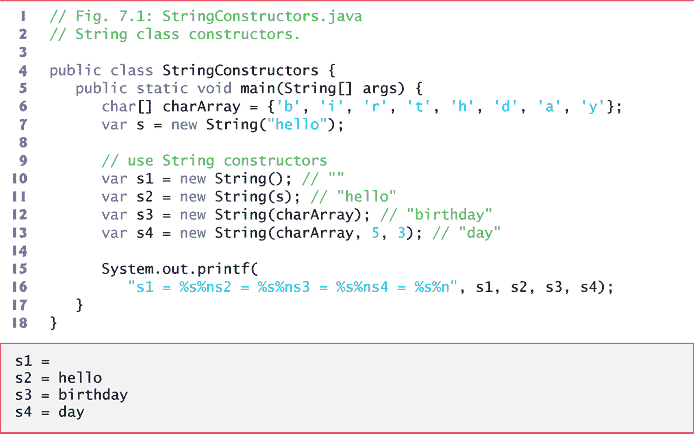 1 // Fig. 7.1: StringConstructors.java
2 // String class constructors.
3
4 public class StringConstructors {
5    public static void main(String[] args) {
6       char[] charArray = {'b', 'i', 'r', 't', 'h', 'd', 'a', 'y'};
7       var s = new String("hello");
8
9       // use String constructors
10       var s1 = new String(); // ""
11       var s2 = new String(s); // "hello"
12       var s3 = new String(charArray); // "birthday"
13       var s4 = new String(charArray, 5, 3); // "day"
14
15       System.out.printf(
16          "s1 = %s%ns2 = %s%ns3 = %s%ns4 = %s%n", s1, s2, s3, s4);
17    }
18 }
s1 =
s2 = hello
s3 = birthday
s4 = day